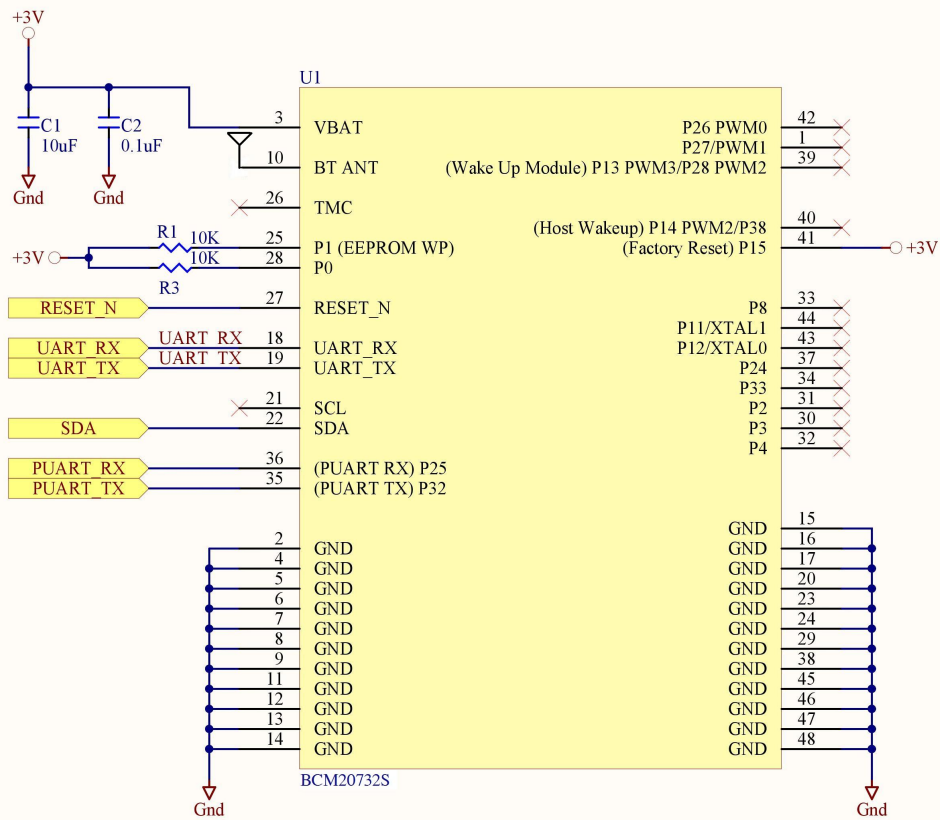 +3V
U1
C1
10uF
C2
0.1uF
Gnd
Gnd
3 VBAT
10 BT ANT
26 TMC
+3V
R1 10K
25 P1 (EEPROM WP)
R3 10K
28 P0
RESET_N 27 RESET_N
UART_RX UART_RX 18 UART_RX
UART_TX UART_TX 19 UART_TX
21 SCL
SDA 22 SDA
PUART_RX 36 (PUART RX) P25
PUART_TX 35 (PUART TX) P32
2 GND
4 GND
5 GND
6 GND
7 GND
8 GND
9 GND
11 GND
12 GND
13 GND
14 GND
Gnd
P26 PWM0 42
P27/PWM1 1
(Wake Up Module) P13 PWM3/P28 PWM2 39
(Host Wakeup) P14 PWM2/P38 40
(Factory Reset) P15 41 +3V
P8 33
P11/XTAL1 44
P12/XTAL0 43
P24 37
P33 34
P2 31
P3 30
P4 32
GND 15
GND 16
GND 17
GND 20
GND 23
GND 24
GND 29
GND 38
GND 45
GND 46
GND 47
GND 48
Gnd
BCM20732S